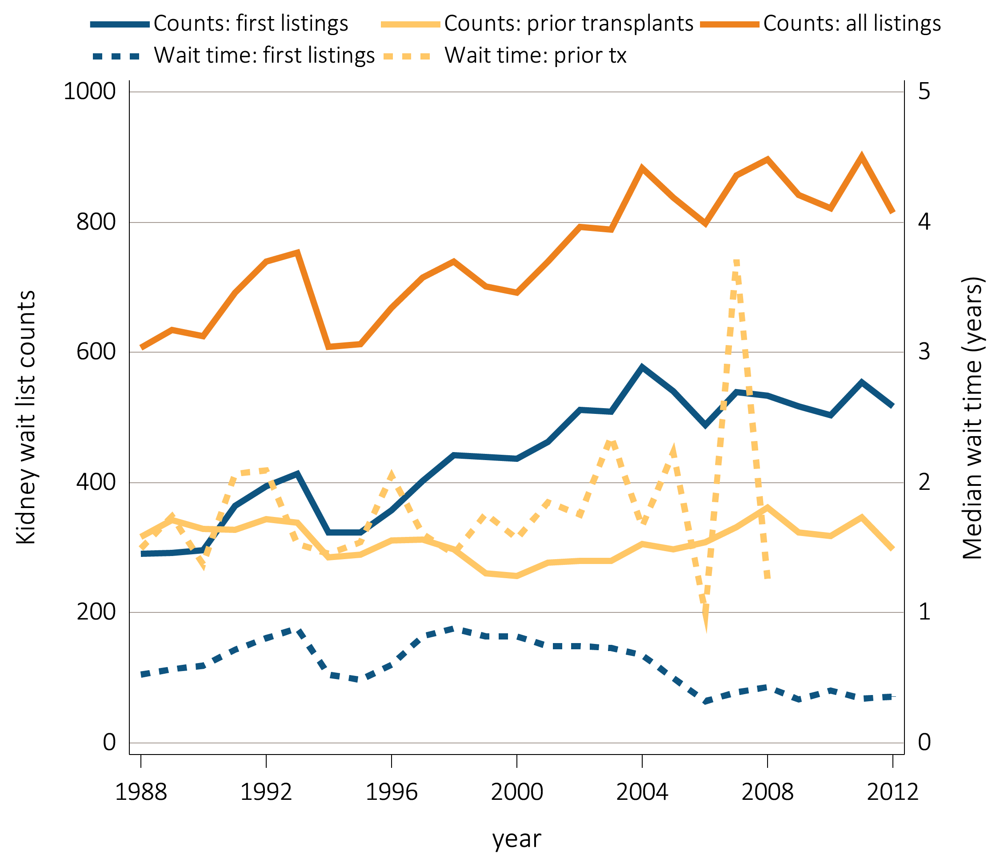 Counts: first listings Counts: prior transplants Counts: all listings
Wait time: first listings Wait time: prior tx
1000 5
800 4
600 3
400 2
200 1
0 0
Kidney wait list counts
Median wait time (years)
1988 1992 1996 2000 2004 2008 2012
year